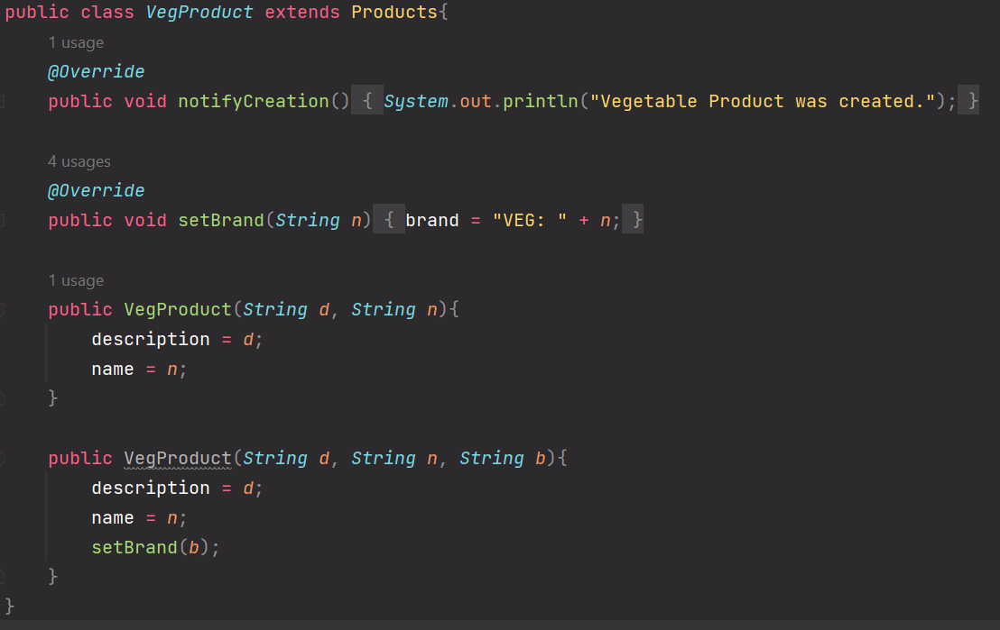 public class VegProduct extends Products{
1 usage
@Override
public void notifyCreation() { System.out.println("Vegetable Product was created."); }
4 usages
@Override
public void setBrand(String n) { brand = "VEG: " + n; }
1 usage
public VegProduct(String d, String n){
description = d;
name = n;
}
public VegProduct(String d, String n, String b){
description = d;
name = n;
setBrand(b);
}
}